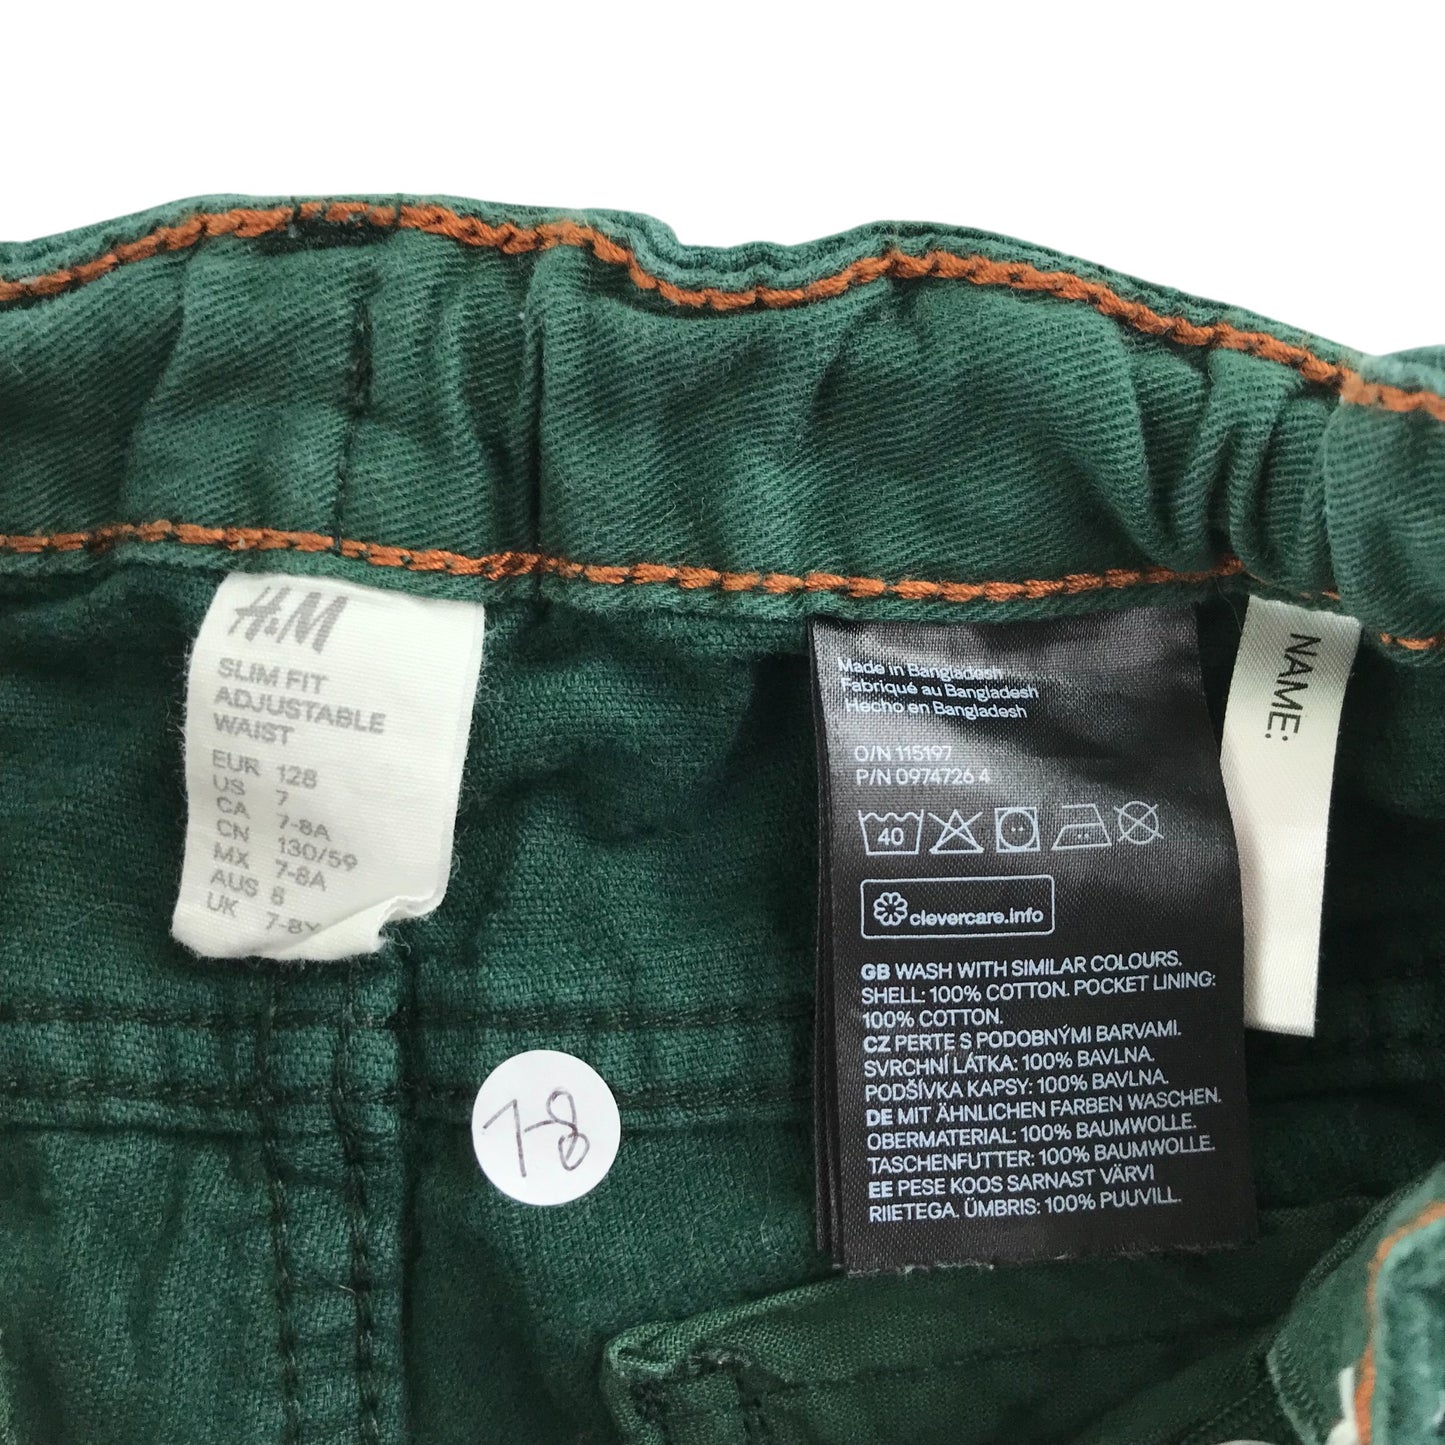 H&M
SLIM FIT
ADJUSTABLE
WAIST
EUR 128
US 7
CA 7-8A
CN 130/59
MX 7-8A
AUS 8
UK 7-8Y
7-8
Made in Bangladesh
Fabriqué au Bangladesh
Hecho en Bangladesh
O/N 115197
P/N 0974726 4
40
clevercare.info
GB WASH WITH SIMILAR COLOURS.
SHELL: 100% COTTON. POCKET LINING:
100% COTTON.
CZ PERTE S PODOBNÝMI BARVAMI.
SVRCHNÍ LÁTKA: 100% BAVLNA.
PODŠÍVKA KAPSY: 100% BAVLNA.
DE MIT ÄHNLICHEN FARBEN WASCHEN.
OBERMATERIAL: 100% BAUMWOLLE.
TASCHENFUTTER: 100% BAUMWOLLE.
EE PESE KOOS SARNAST VÄRVI
RIIETEGA. ÜMBRIS: 100% PUUVILL.
NAME: